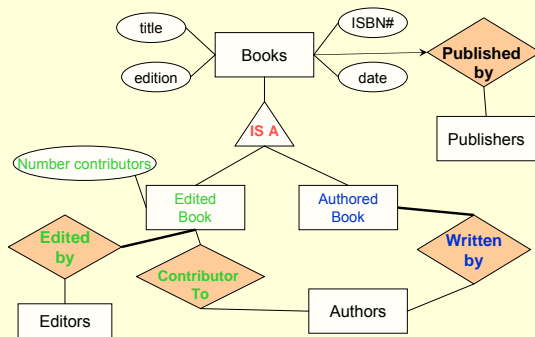 title
ISBN#
Books
edition
date
Published
by
IS A
Publishers
Number contributors
Edited
Book
Authored
Book
Edited
by
Written
by
Contributor
To
Authors
Editors